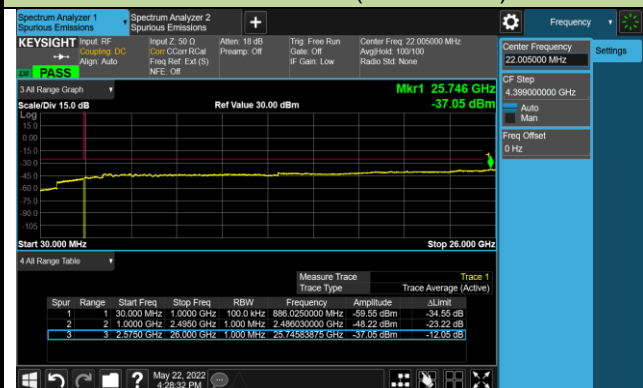 Spectrum Analyzer 1
Spurious Emissions
Spectrum Analyzer 2
Spurious Emissions
+
Frequency
KEYSIGHT
Input: RF
Coupling: DC
Align: Auto
Input Z: 50 Ω
Corr CCorr RCal
Freq Ref: Ext (S)
NFE: Off
Atten: 18 dB
Preamp: Off
Trig: Free Run
Gate: Off
IF Gain: Low
Center Freq: 22.005000 MHz
Avg|Hold: 100/100
Radio Std: None
PASS
Center Frequency
22.005000 MHz
Settings
CF Step
4.399000000 GHz
Auto
Man
Freq Offset
0 Hz
3 All Range Graph
Mkr1 25.746 GHz
-37.05 dBm
Scale/Div 15.0 dB
Ref Value 30.00 dBm
Log
15.0
0.00
-15.0
-30.0
-45.0
-60.0
-75.0
-90.0
-105
1
Start 30.000 MHz
Stop 26.000 GHz
4 All Range Table
Measure Trace Trace 1
Trace Type Trace Average (Active)
Spur Range Start Freq Stop Freq RBW Frequency Amplitude ΔLimit
1 1 30.000 MHz 1.0000 GHz 100.0 kHz 886.0250000 MHz -59.55 dBm -34.55 dB
2 2 1.0000 GHz 2.4950 GHz 1.000 MHz 2.486030000 GHz -48.22 dBm -23.22 dB
3 3 2.5750 GHz 26.000 GHz 1.000 MHz 25.74583875 GHz -37.05 dBm -12.05 dB
?
May 22, 2022
4:28:32 PM